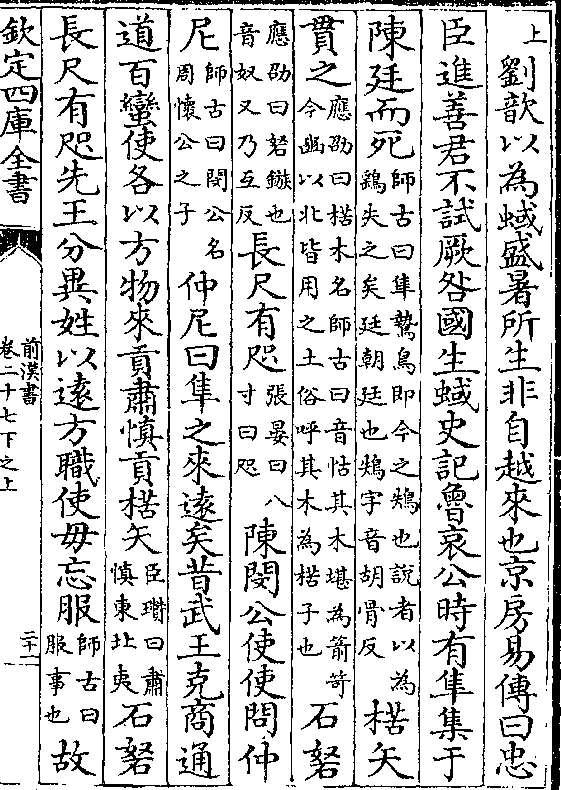 上劉歆以為蜮盛暑所生非自越來也京房易傳曰忠
臣進善君不試厥咎國生蜮史記魯哀公時有隼集于
陳廷而死師古曰隼鷙鳥即今之鴩也説者以為鷂失之矣廷朝廷也鴩字音胡骨反楛矢
貫之應劭曰楛木名師古曰音怙其木堪為箭笴今豳以北皆用之土俗呼其木為楛子也石砮
應劭曰砮鏃也音奴又乃互反長尺有咫張晏曰八寸曰咫陳閔公使使問仲
尼師古曰閔公名周懷公之子仲尼曰隼之來遠矣昔武王克商通
道百蠻使各以方物來貢肅慎貢楛矢臣瓚曰肅慎東北夷石砮
長尺有咫先王分異姓以遠方職使毋忘服師古曰服事也故
欽定四庫全書
前漢書
卷二十七下之上
二十一